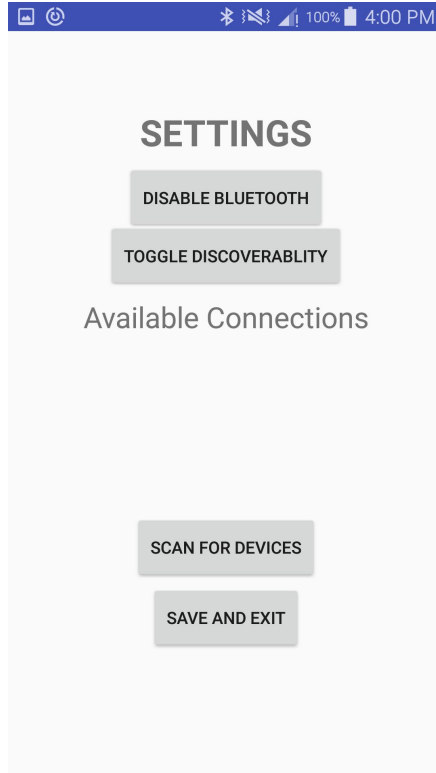 100% 4:00 PM
SETTINGS
DISABLE BLUETOOTH
TOGGLE DISCOVERABLITY
Available Connections
SCAN FOR DEVICES
SAVE AND EXIT